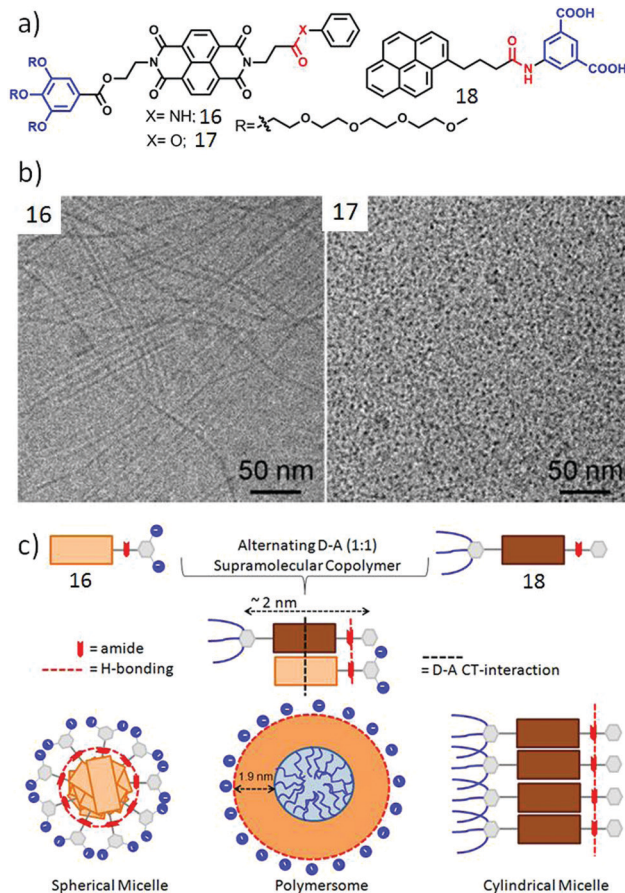 a)
RO
RO
RO
O
O
O
N
O
O
O
N
O
O
X
X= NH: 16
X= O; 17
R=
O
O
O
O
18
O
N
H
COOH
COOH
b)
16
50 nm
17
50 nm
c)
16
Alternating D-A (1:1)
Supramolecular Copolymer
18
~ 2 nm
= amide
= H-bonding
= D-A CT-interaction
1.9 nm
Spherical Micelle
Polymersome
Cylindrical Micelle